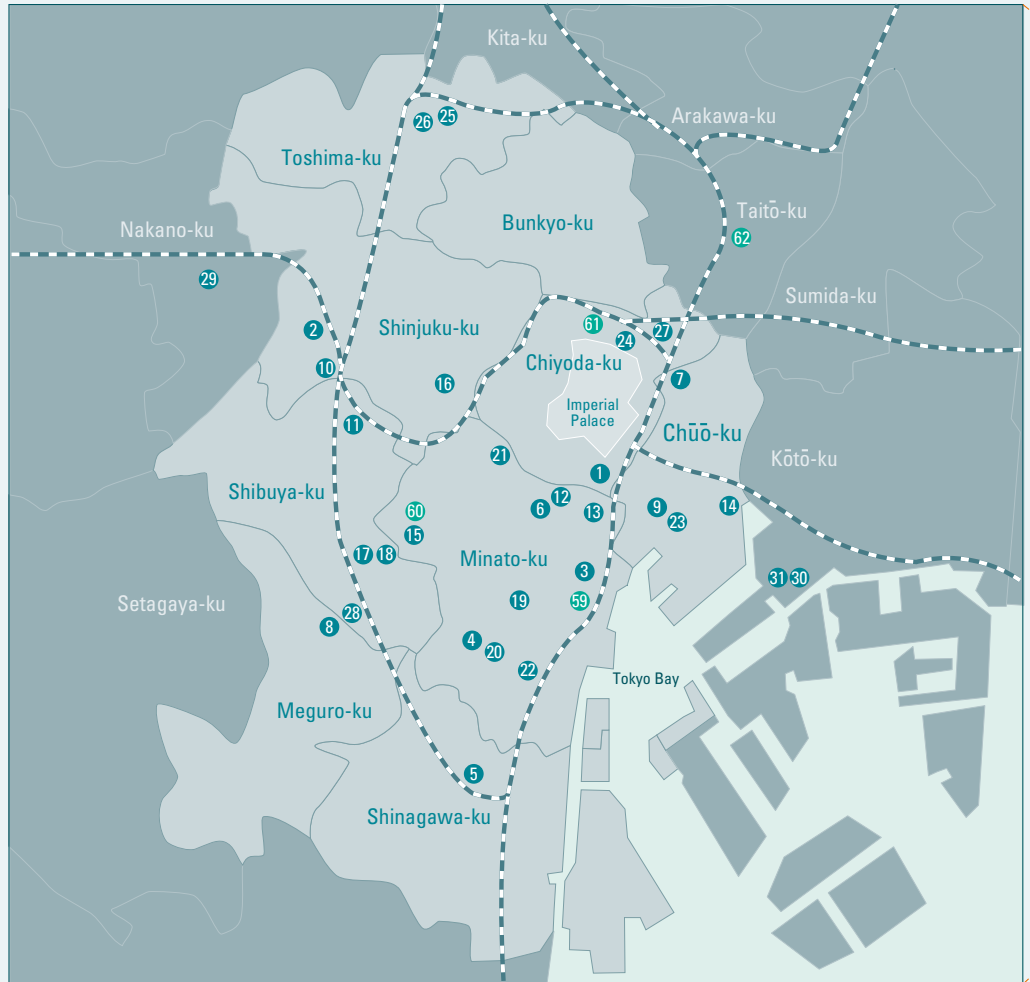 Kita-ku
25
26
Arakawa-ku
Toshima-ku
Taitō-ku
Bunkyo-ku
Nakano-ku
62
29
Sumida-ku
2
Shinjuku-ku
61
27
24
Chiyoda-ku
10
16
7
Imperial
Palace
11
Chūō-ku
21
Kōtō-ku
1
Shibuya-ku
12
60
6
13
9
14
23
15
17
18
Minato-ku
3
31
30
Setagaya-ku
19
59
28
8
4
20
22
Tokyo Bay
Meguro-ku
5
Shinagawa-ku